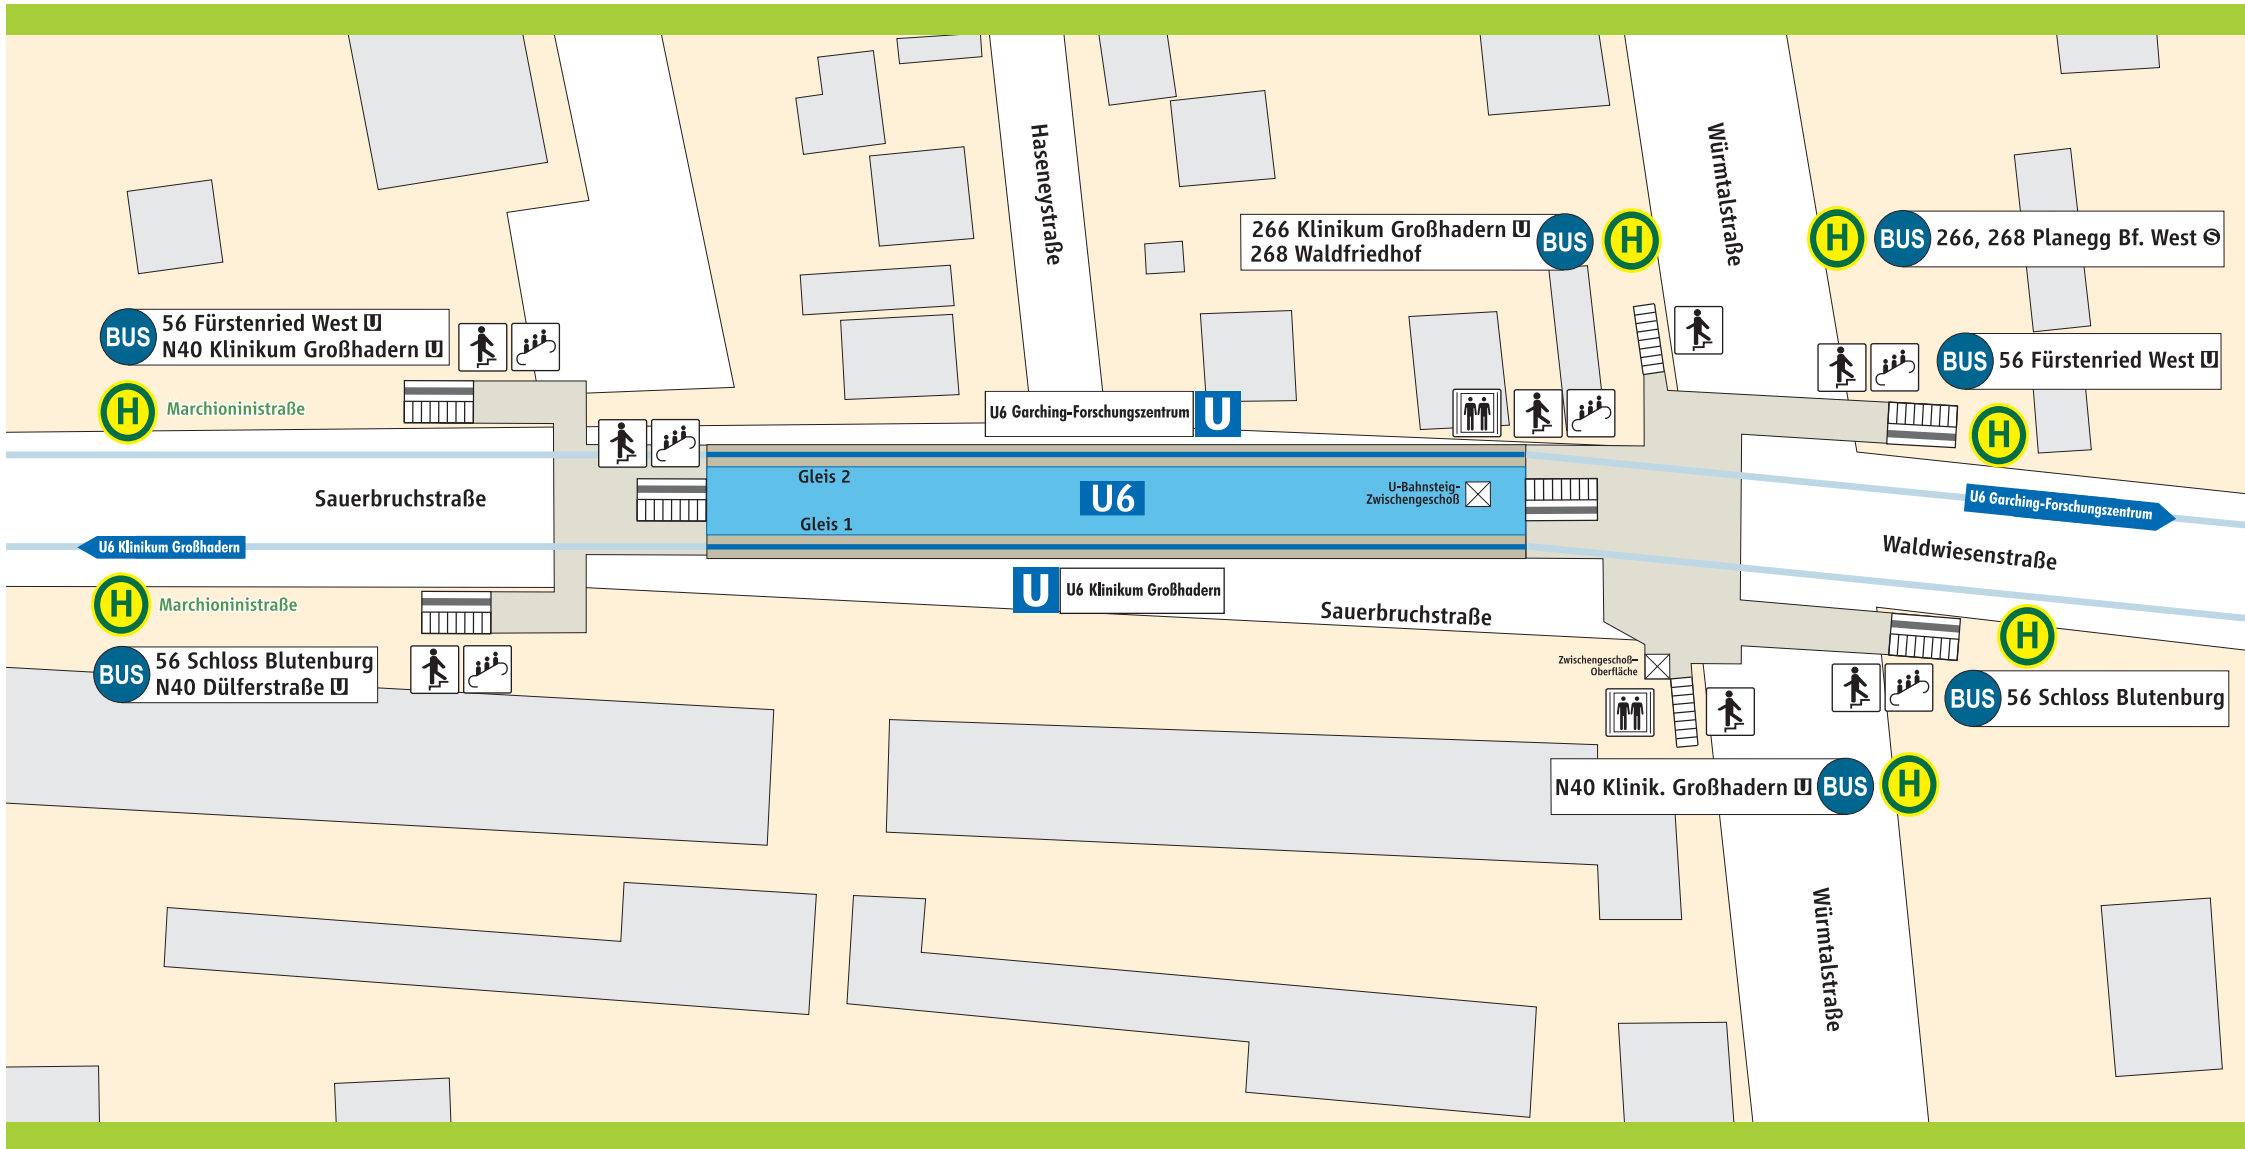 Haseneystraße
Würmtalstraße
266 Klinikum Großhadern U
268 Waldfriedhof
BUS
H
H
BUS
266, 268 Planegg Bf. West S
BUS
56 Fürstenried West U
N40 Klinikum Großhadern U
BUS
56 Fürstenried West U
H
Marchioninistraße
U6 Garching-Forschungszentrum
U
H
Gleis 2
Sauerbruchstraße
U6
U-Bahnsteig-
Zwischengeschoß
U6 Garching-Forschungszentrum
Gleis 1
U6 Klinikum Großhadern
Waldwiesenstraße
H
Marchioninistraße
U
U6 Klinikum Großhadern
Sauerbruchstraße
H
BUS
56 Schloss Blutenburg
N40 Dülferstraße U
Zwischengeschoß-
Oberfläche
BUS
56 Schloss Blutenburg
N40 Klinik. Großhadern U
BUS
H
Würmtalstraße